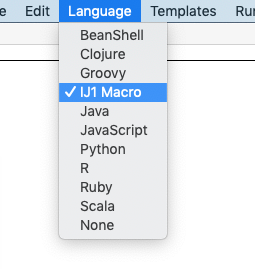 e Edit Language Templates Ru
BeanShell
Clojure
Groovy
✓ IJ1 Macro
Java
JavaScript
Python
R
Ruby
Scala
None